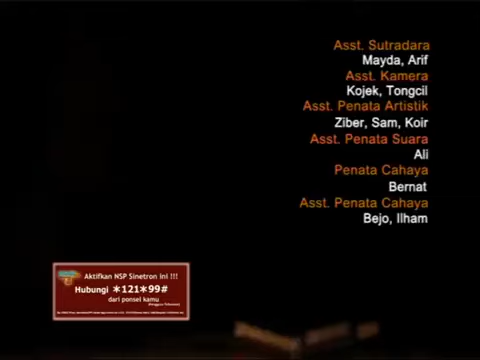 Asst. Sutradara
Mayda, Arif
Asst. Kamera
Kojek, Tongcil
Asst. Penata Artistik
Ziber, Sam, Koir
Asst. Penata Suara
Ali
Penata Cahaya
Bernat
Asst. Penata Cahaya
Bejo, Ilham
Aktifkan NSP Sinetron ini !!!
Hubungi *121*99#
dari ponsel kamu